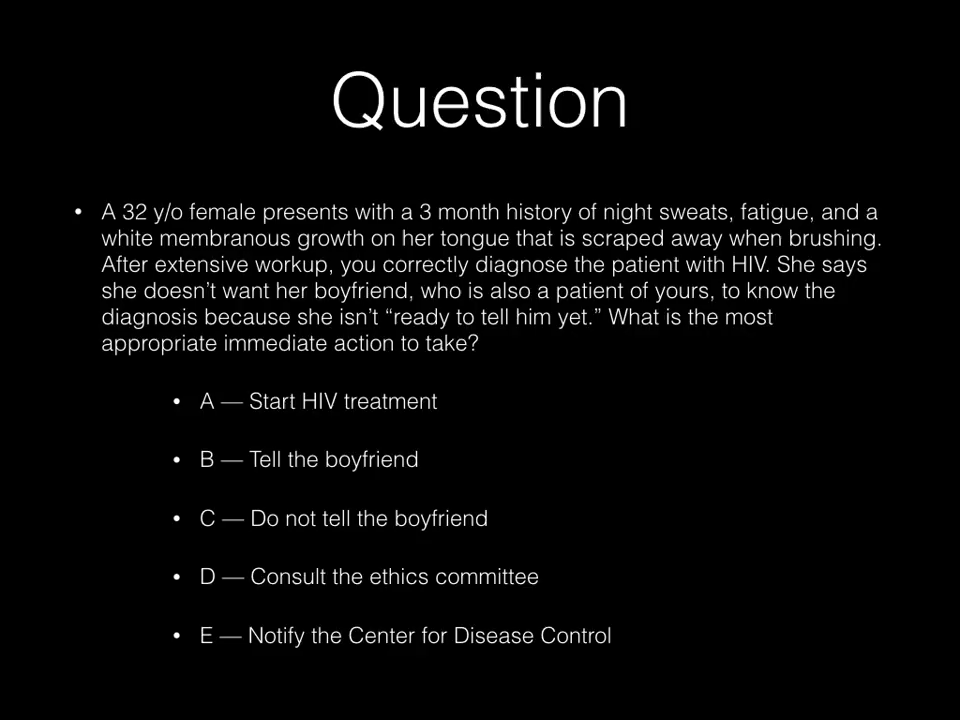 Question
• A 32 y/o female presents with a 3 month history of night sweats, fatigue, and a
white membranous growth on her tongue that is scraped away when brushing.
After extensive workup, you correctly diagnose the patient with HIV. She says
she doesn’t want her boyfriend, who is also a patient of yours, to know the
diagnosis because she isn’t “ready to tell him yet.” What is the most
appropriate immediate action to take?
• A — Start HIV treatment
• B — Tell the boyfriend
• C — Do not tell the boyfriend
• D — Consult the ethics committee
• E — Notify the Center for Disease Control